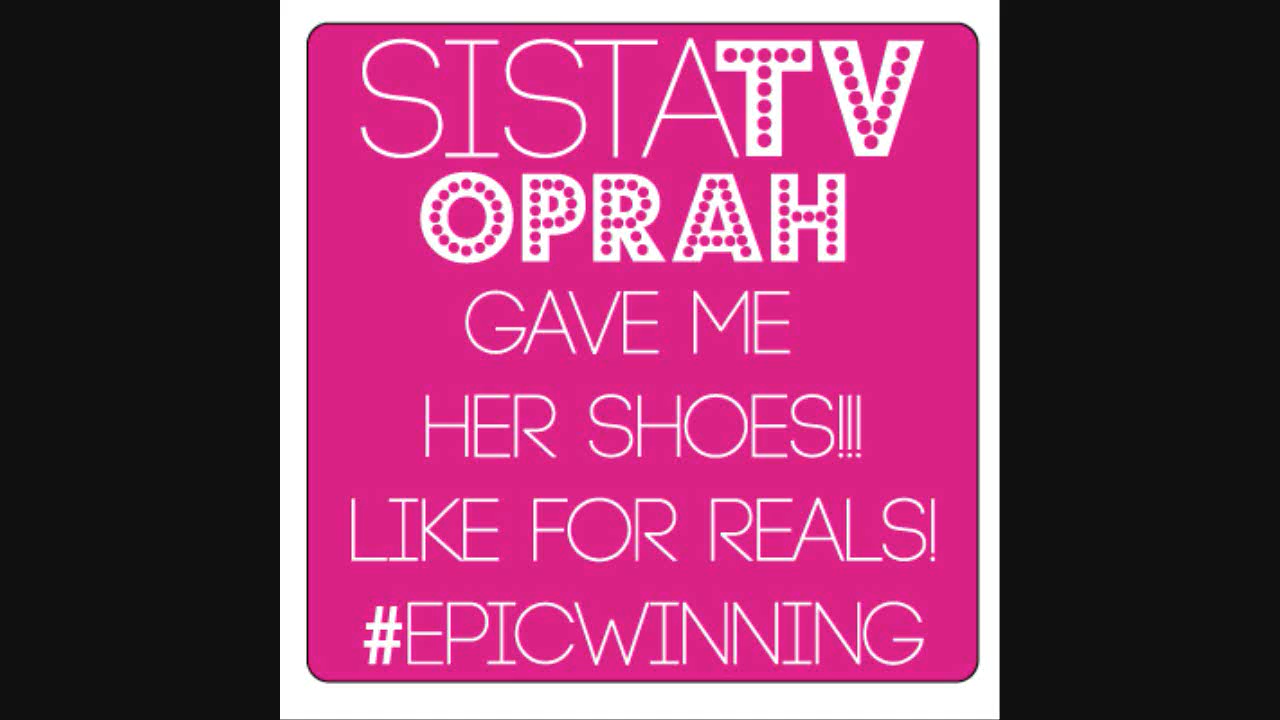 SISTATV
OPRAH
GAVE ME
HER SHOES!!!
LIKE FOR REALS!
#EPICWINNING